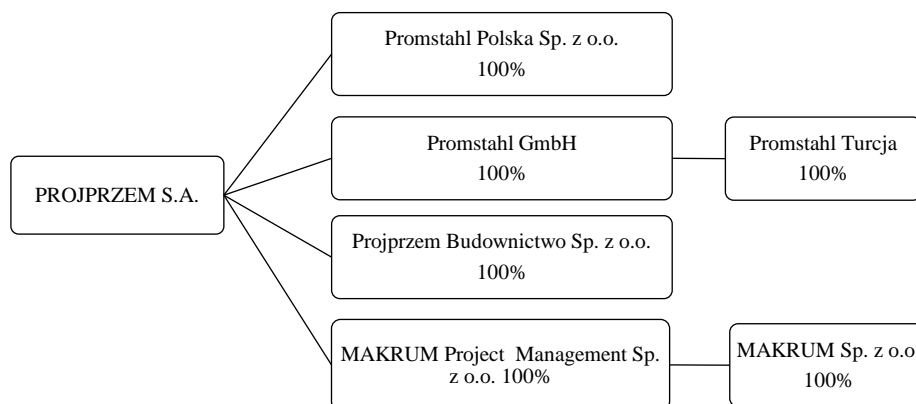 Promstahl Polska Sp. z o.o.
100%
Promstahl GmbH
100%
Promstahl Turcja
100%
PROJPRZEM S.A.
Projprzem Budownictwo Sp. z o.o.
100%
MAKRUM Project Management Sp.
z o.o. 100%
MAKRUM Sp. z o.o
100%